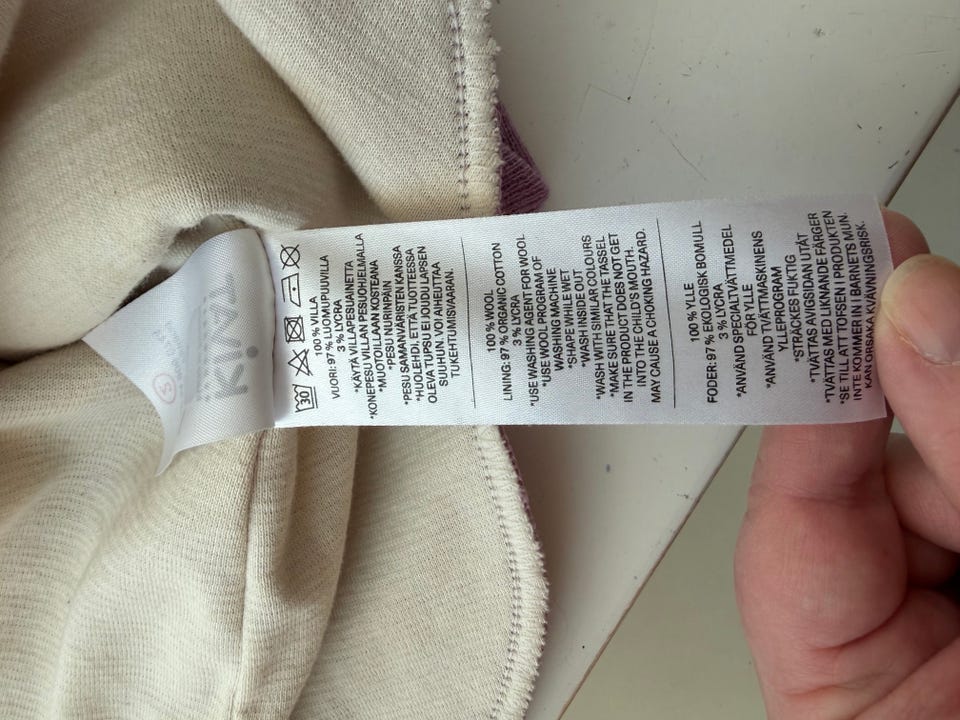 kivat
S
30
100 % VILLA
VUORI: 97 % LUOMUPUUVILLA
3 % LYCRA
*KÄYTÄ VILLAPESUAINETTA
*KONEPESU VILLAN PESUOHJELMALLA
*MUOTOILLAAN KOSTEANA
*PESU NURINPÄIN
*PESU SAMANVÄRISTEN KANSSA
*HUOLEHDI, ETTÄ TUOTTEESSA
OLEVA TUPSU EI JOUDU LAPSEN
SUUHUN. VOI AIHEUTTAA
TUKEHTUMISVAARAN.
100 % WOOL
LINING: 97 % ORGANIC COTTON
3 % LYCRA
*USE WASHING AGENT FOR WOOL
*USE WOOL PROGRAM OF
WASHING MACHINE
*SHAPE WHILE WET
*WASH INSIDE OUT
*WASH WITH SIMILAR COLOURS
*MAKE SURE THAT THE TASSEL
IN THE PRODUCT DOES NOT GET
INTO THE CHILD'S MOUTH.
MAY CAUSE A CHOKING HAZARD.
100 % YLLE
FODER: 97 % EKOLOGISK BOMULL
3 % LYCRA
*ANVÄND SPECIALTVÄTTMEDEL
FÖR YLLE
*ANVÄND TVÄTTMASKINENS
YLLEPROGRAM
*STRÄCKES FUKTIG
*TVÄTTAS AVIGSIDAN UTÅT
*TVÄTTAS MED LIKNANDE FÄRGER
*SE TILL ATT TOFSEN I PRODUKTEN
INTE KOMMER IN I BARNETS MUN.
KAN ORSAKA KVÄVNINGSRISK.